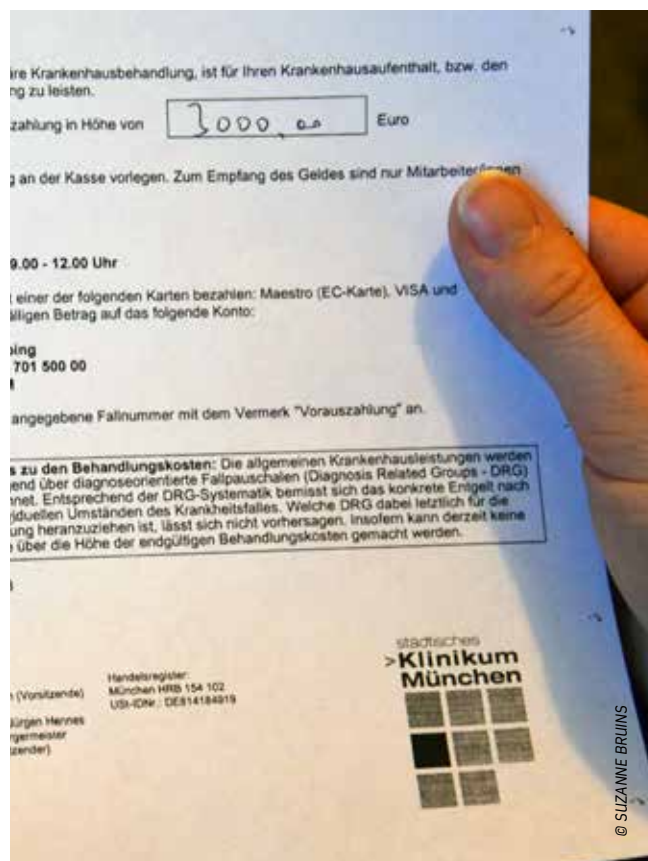 re Krankenhausbehandlung, ist für Ihren Krankenhausaufenthalt, bzw. den
ng zu leisten.
zahlung in Höhe von 3000,00 Euro
g an der Kasse vorlegen. Zum Empfang des Geldes sind nur Mitarbeiter/innen
9.00 - 12.00 Uhr
t einer der folgenden Karten bezahlen: Maestro (EC-Karte), VISA und
lligen Betrag auf das folgende Konto:
ing
701 500 00
angegebene Fallnummer mit dem Vermerk "Vorauszahlung" an.
s zu den Behandlungskosten: Die allgemeinen Krankenhausleistungen werden
end über diagnoseorientierte Fallpauschalen (Diagnosis Related Groups - DRG)
hnet. Entsprechend der DRG-Systematik bemisst sich das konkrete Entgelt nach
iduellen Umständen des Krankheitsfalles. Welche DRG dabei letztlich für die
ung heranzuziehen ist, lässt sich nicht vorhersagen. Insofern kann derzeit keine
über die Höhe der endgültigen Behandlungskosten gemacht werden.
(Vorsitzende)
Jürgen Hennes
germeister
zender)
Handelsregister:
München HRB 154 102
USt-IDNr.: DE814184919
städtisches
>Klinikum
München
© SUZANNE BRUINS